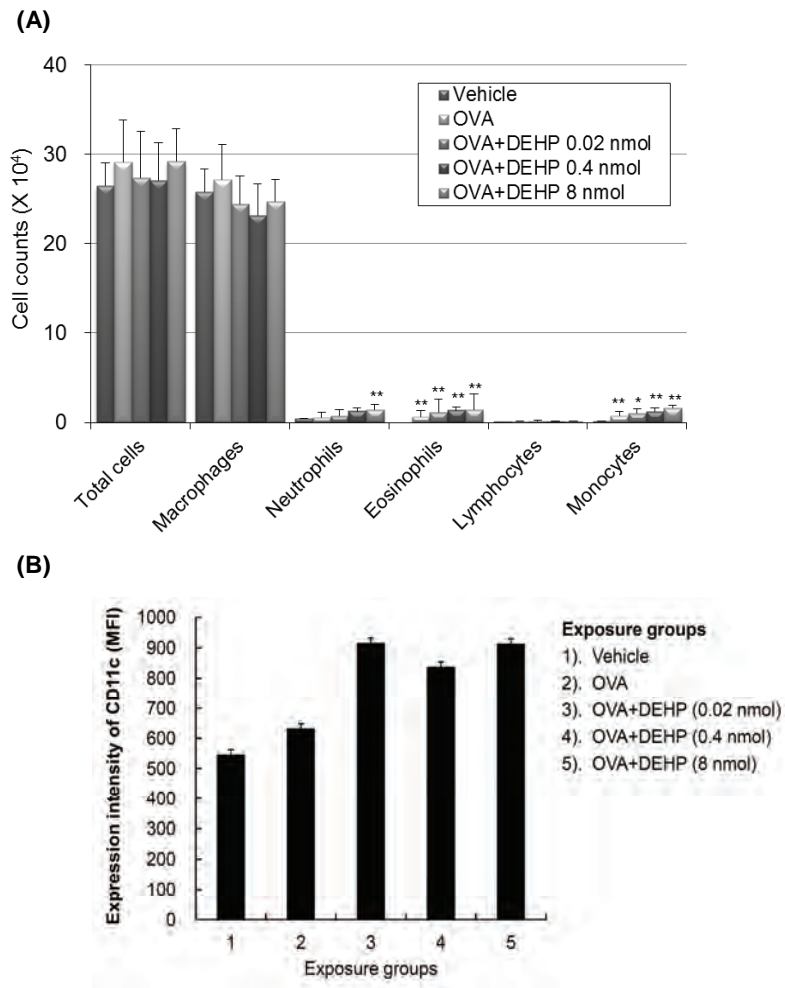 (A)
40
30
20
10
0
Cell counts (X 10⁴)
Vehicle
OVA
OVA+DEHP 0.02 nmol
OVA+DEHP 0.4 nmol
OVA+DEHP 8 nmol
**
** ** ** **
** * ** **
Total cells
Macrophages
Neutrophils
Eosinophils
Lymphocytes
Monocytes
(B)
Expression intensity of CD11c (MFI)
1000
900
800
700
600
500
400
300
200
100
0
1 2 3 4 5
Exposure groups
Exposure groups
1). Vehicle
2). OVA
3). OVA+DEHP (0.02 nmol)
4). OVA+DEHP (0.4 nmol)
5). OVA+DEHP (8 nmol)